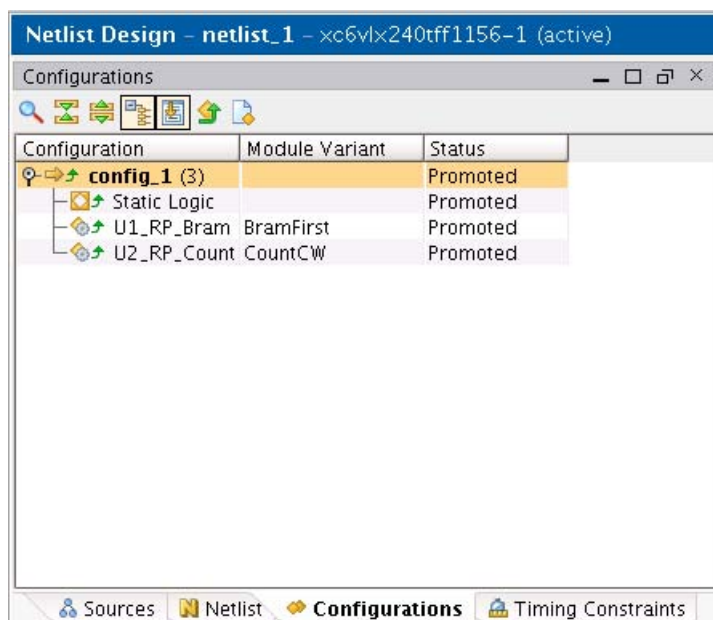 Netlist Design - netlist_1 - xc6vlx240tff1156-1 (active)
Configurations
Configuration Module Variant Status
config_1 (3) Promoted
Static Logic Promoted
U1_RP_Bram BramFirst Promoted
U2_RP_Count CountCW Promoted
Sources Netlist Configurations Timing Constraints